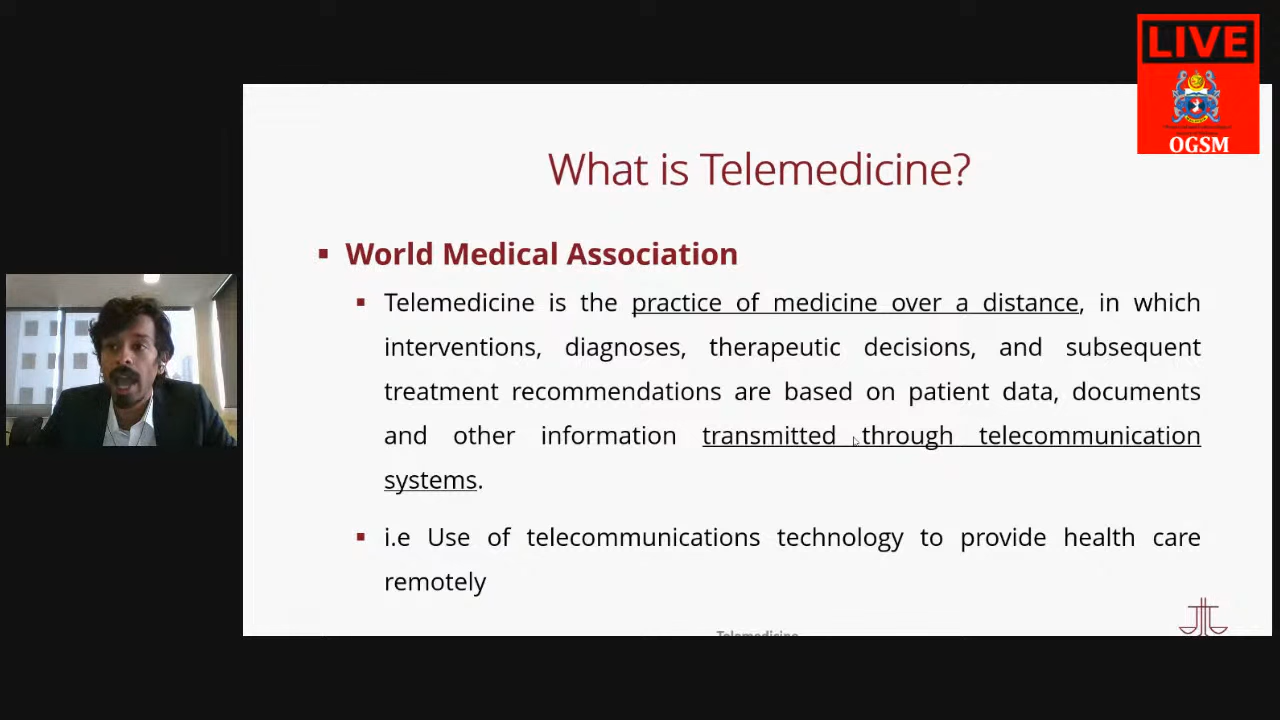 LIVE
OGSM
What is Telemedicine?
World Medical Association
Telemedicine is the practice of medicine over a distance, in which
interventions, diagnoses, therapeutic decisions, and subsequent
treatment recommendations are based on patient data, documents
and other information transmitted through telecommunication
systems.
i.e Use of telecommunications technology to provide health care
remotely
Telemedicine